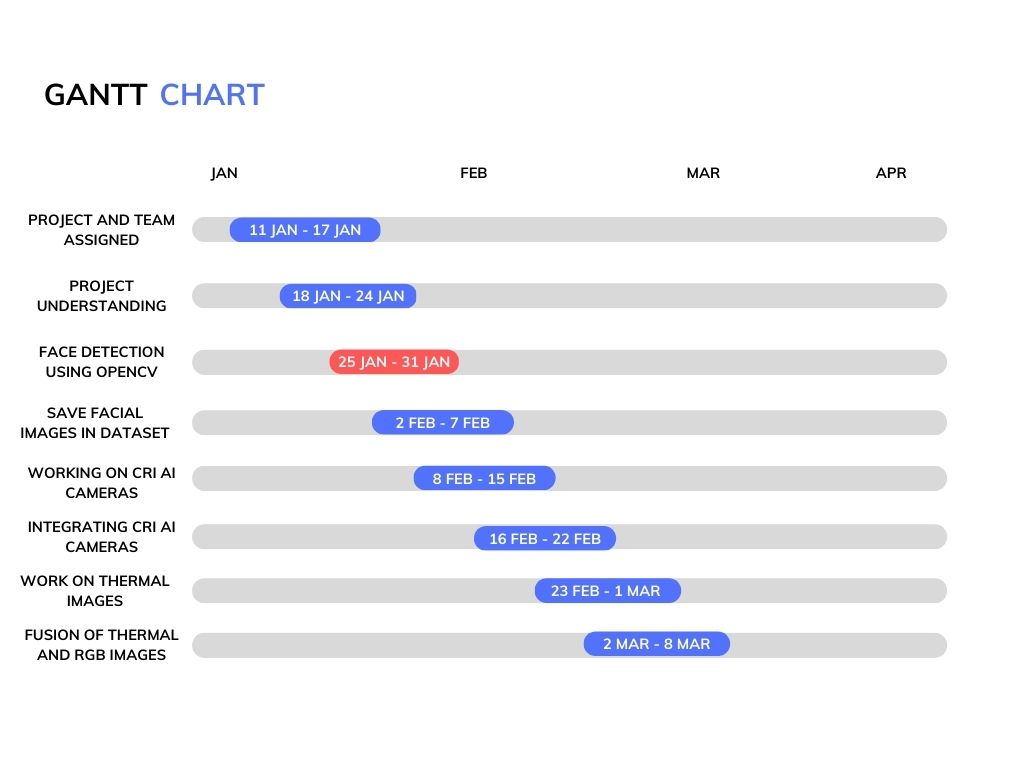 GANTT CHART
JAN FEB MAR APR
PROJECT AND TEAM
ASSIGNED
11 JAN - 17 JAN
PROJECT
UNDERSTANDING
18 JAN - 24 JAN
FACE DETECTION
USING OPENCV
25 JAN - 31 JAN
SAVE FACIAL
IMAGES IN DATASET
2 FEB - 7 FEB
WORKING ON CRI AI
CAMERAS
8 FEB - 15 FEB
INTEGRATING CRI AI
CAMERAS
16 FEB - 22 FEB
WORK ON THERMAL
IMAGES
23 FEB - 1 MAR
FUSION OF THERMAL
AND RGB IMAGES
2 MAR - 8 MAR